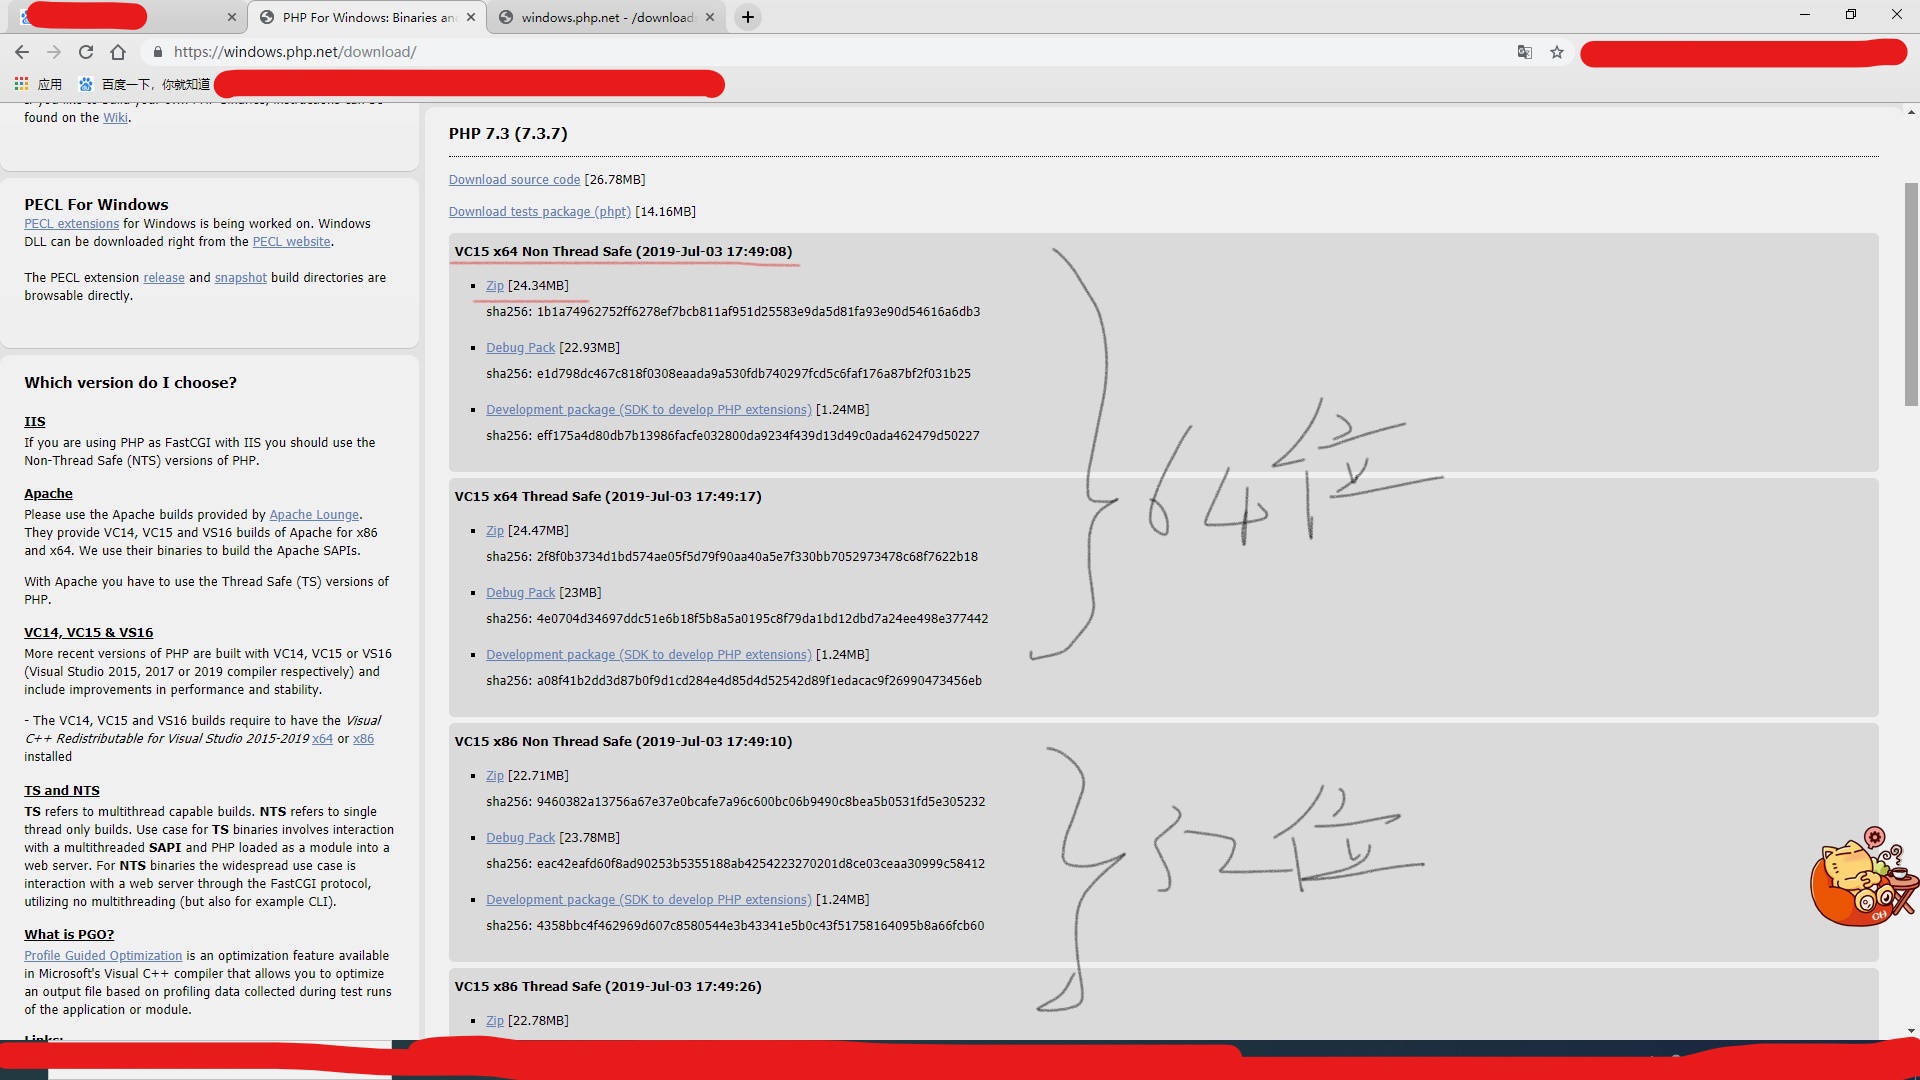 PHP For Windows: Binaries an
windows.php.net - /download
https://windows.php.net/download/
应用 百度一下，你就知道
found on the Wiki.
PECL For Windows
PECL extensions for Windows is being worked on. Windows
DLL can be downloaded right from the PECL website.
The PECL extension release and snapshot build directories are
browsable directly.
Which version do I choose?
IIS
If you are using PHP as FastCGI with IIS you should use the
Non-Thread Safe (NTS) versions of PHP.
Apache
Please use the Apache builds provided by Apache Lounge.
They provide VC14, VC15 and VS16 builds of Apache for x86
and x64. We use their binaries to build the Apache SAPIs.
With Apache you have to use the Thread Safe (TS) versions of
PHP.
VC14, VC15 & VS16
More recent versions of PHP are built with VC14, VC15 or VS16
(Visual Studio 2015, 2017 or 2019 compiler respectively) and
include improvements in performance and stability.
- The VC14, VC15 and VS16 builds require to have the Visual
C++ Redistributable for Visual Studio 2015-2019 x64 or x86
installed
TS and NTS
TS refers to multithread capable builds. NTS refers to single
thread only builds. Use case for TS binaries involves interaction
with a multithreaded SAPI and PHP loaded as a module into a
web server. For NTS binaries the widespread use case is
interaction with a web server through the FastCGI protocol,
utilizing no multithreading (but also for example CLI).
What is PGO?
Profile Guided Optimization is an optimization feature available
in Microsoft's Visual C++ compiler that allows you to optimize
an output file based on profiling data collected during test runs
of the application or module.
Links:
PHP 7.3 (7.3.7)
Download source code [26.78MB]
Download tests package (phpt) [14.16MB]
VC15 x64 Non Thread Safe (2019-Jul-03 17:49:08)
Zip [24.34MB]
sha256: 1b1a74962752ff6278ef7bcb811af951d25583e9da5d81fa93e90d54616a6db3
Debug Pack [22.93MB]
sha256: e1d798dc467c818f0308eaada9a530fdb740297fcd5c6faf176a87bf2f031b25
Development package (SDK to develop PHP extensions) [1.24MB]
sha256: eff175a4d80db7b13986facfe032800da9234f439d13d49c0ada462479d50227
64位
VC15 x64 Thread Safe (2019-Jul-03 17:49:17)
Zip [24.47MB]
sha256: 2f8f0b3734d1bd574ae05f5d79f90aa40a5e7f330bb7052973478c68f7622b18
Debug Pack [23MB]
sha256: 4e0704d34697ddc51e6b18f5b8a5a0195c8f79da1bd12dbd7a24ee498e377442
Development package (SDK to develop PHP extensions) [1.24MB]
sha256: a08f41b2dd3d87b0f9d1cd284e4d85d4d52542d89f1edacac9f26990473456eb
VC15 x86 Non Thread Safe (2019-Jul-03 17:49:10)
Zip [22.71MB]
sha256: 9460382a13756a67e37e0bcafe7a96c600bc06b9490c8bea5b0531fd5e305232
Debug Pack [23.78MB]
sha256: eac42eafd60f8ad90253b5355188ab4254223270201d8ce03ceaa30999c58412
Development package (SDK to develop PHP extensions) [1.24MB]
sha256: 4358bbc4f462969d607c8580544e3b43341e5b0c43f51758164095b8a66fcb60
32位
VC15 x86 Thread Safe (2019-Jul-03 17:49:26)
Zip [22.78MB]
CH